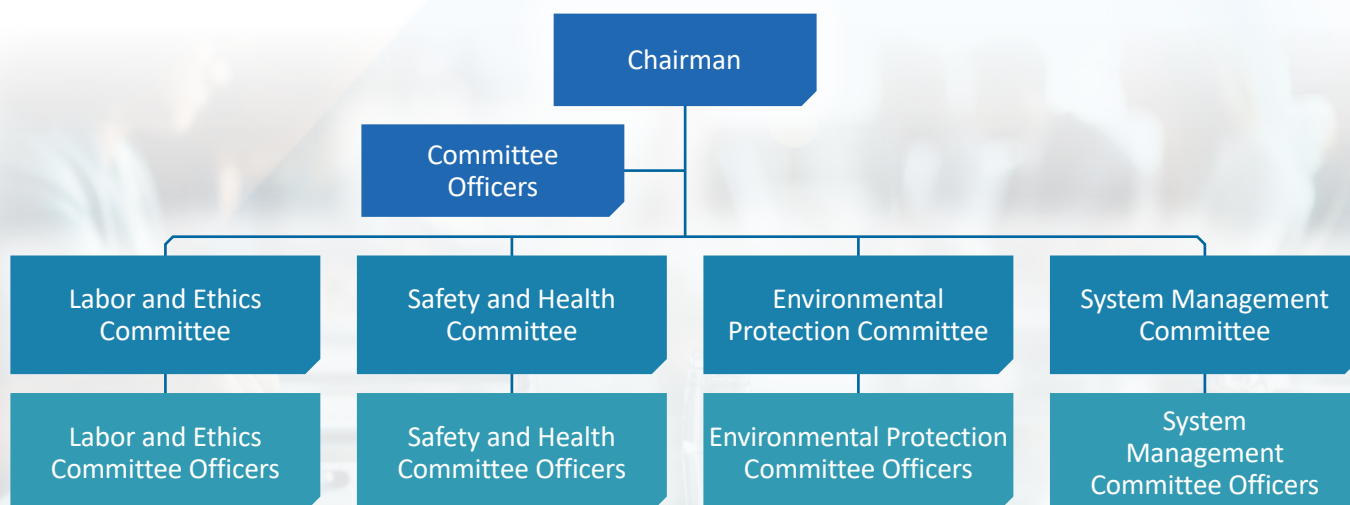 Chairman
Committee
Officers
Labor and Ethics
Committee
Safety and Health
Committee
Environmental
Protection Committee
System Management
Committee
Labor and Ethics
Committee Officers
Safety and Health
Committee Officers
Environmental Protection
Committee Officers
System
Management
Committee Officers